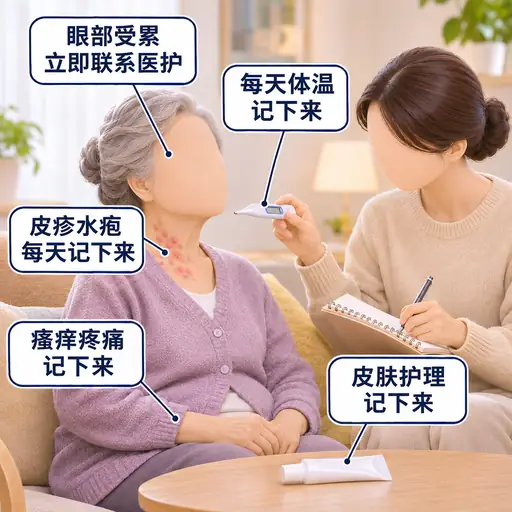 眼部受累
立即联系医护
每天体温
记下来
皮疹水疱
每天记下来
瘙痒疼痛
记下来
皮肤护理
记下来